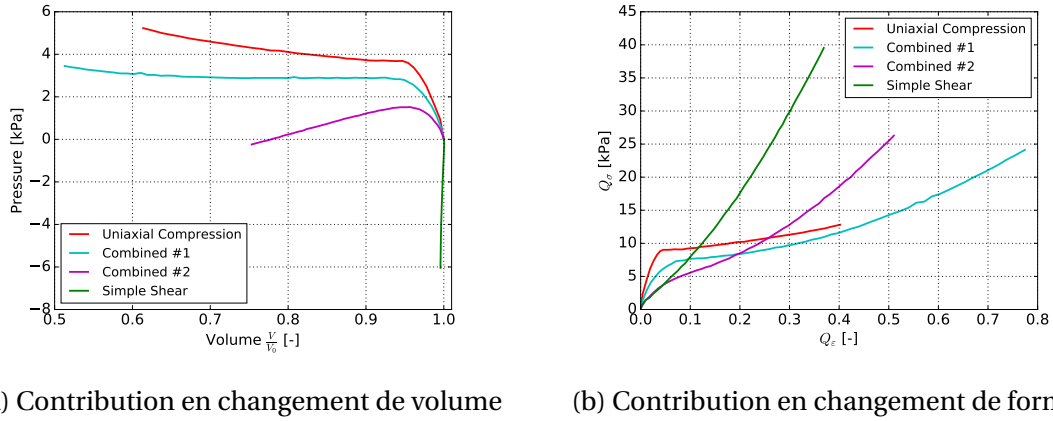 (a)
(b)
6
4
2
0
−2
−4
−6
−8
Pressure [kPa]
Uniaxial Compression
Combined #1
Combined #2
Simple Shear
0.5 0.6 0.7 0.8 0.9 1.0
Volume V/V₀ [-]
45
40
35
30
25
20
15
10
5
0
Qσ [kPa]
Uniaxial Compression
Combined #1
Combined #2
Simple Shear
0.0 0.1 0.2 0.3 0.4 0.5 0.6 0.7 0.8
Qε [-]
) Contribution en changement de volume
(b) Contribution en changement de